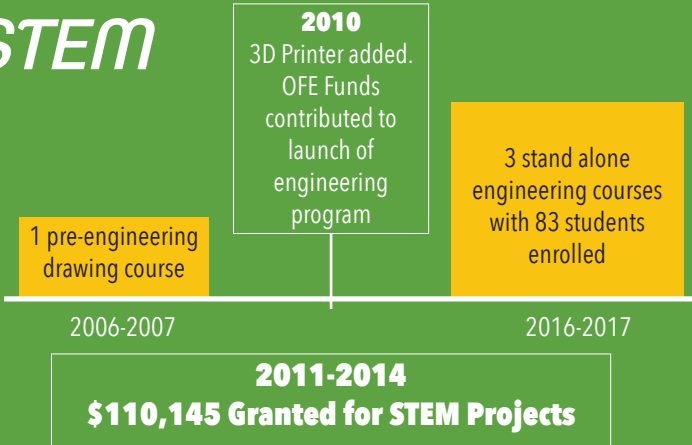 STEM
2010
3D Printer added.
OFE Funds
contributed to
launch of
engineering
program
1 pre-engineering
drawing course
3 stand alone
engineering courses
with 83 students
enrolled
2006-2007
2016-2017
2011-2014
$110,145 Granted for STEM Projects